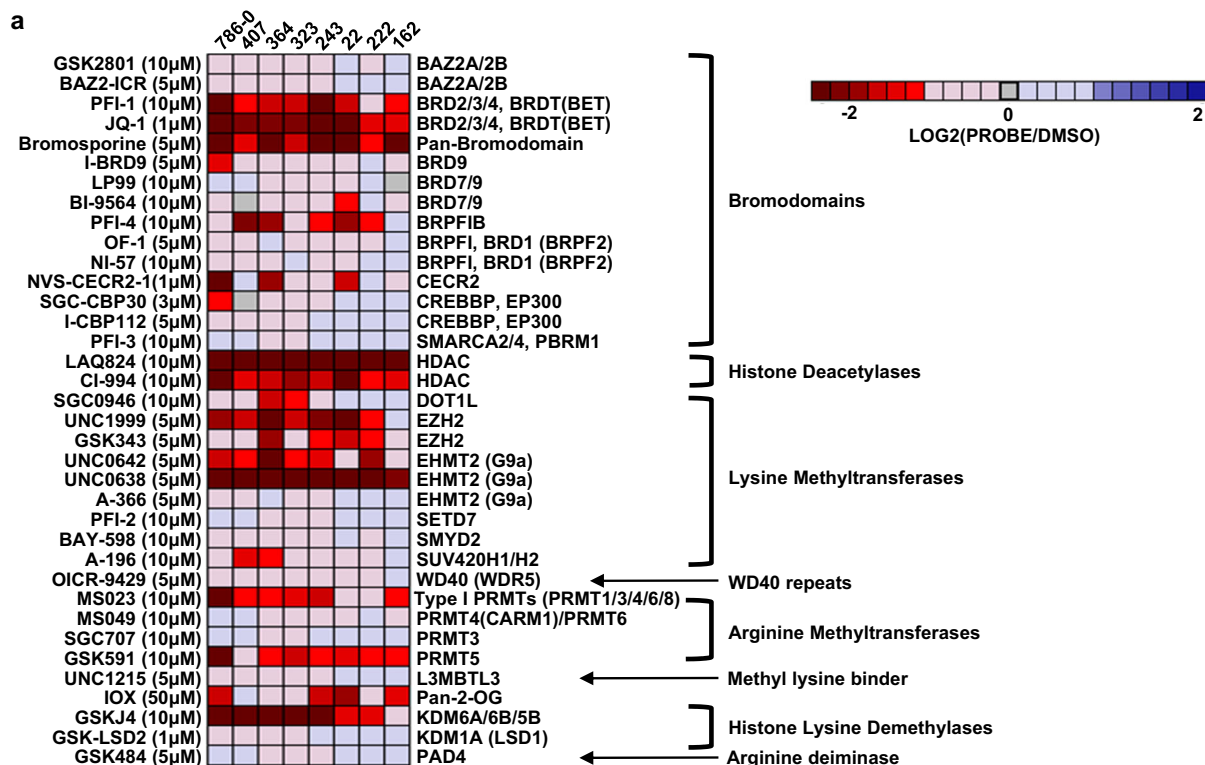 a
786-0 407 364 323 243 22 222 162
GSK2801 (10µM) BAZ2A/2B
BAZ2-ICR (5µM) BAZ2A/2B
PFI-1 (10µM) BRD2/3/4, BRDT(BET)
JQ-1 (1µM) BRD2/3/4, BRDT(BET)
Bromosporine (5µM) Pan-Bromodomain
I-BRD9 (5µM) BRD9
LP99 (10µM) BRD7/9
BI-9564 (10µM) BRD7/9
PFI-4 (10µM) BRPFIB
OF-1 (5µM) BRPFI, BRD1 (BRPF2)
NI-57 (10µM) BRPFI, BRD1 (BRPF2)
NVS-CECR2-1(1µM) CECR2
SGC-CBP30 (3µM) CREBBP, EP300
I-CBP112 (5µM) CREBBP, EP300
PFI-3 (10µM) SMARCA2/4, PBRM1
LAQ824 (10µM) HDAC
CI-994 (10µM) HDAC
SGC0946 (10µM) DOT1L
UNC1999 (5µM) EZH2
GSK343 (5µM) EZH2
UNC0642 (5µM) EHMT2 (G9a)
UNC0638 (5µM) EHMT2 (G9a)
A-366 (5µM) EHMT2 (G9a)
PFI-2 (10µM) SETD7
BAY-598 (10µM) SMYD2
A-196 (10µM) SUV420H1/H2
OICR-9429 (5µM) WD40 (WDR5)
MS023 (10µM) Type I PRMTs (PRMT1/3/4/6/8)
MS049 (10µM) PRMT4(CARM1)/PRMT6
SGC707 (10µM) PRMT3
GSK591 (10µM) PRMT5
UNC1215 (5µM) L3MBTL3
IOX (50µM) Pan-2-OG
GSKJ4 (10µM) KDM6A/6B/5B
GSK-LSD2 (1µM) KDM1A (LSD1)
GSK484 (5µM) PAD4
Bromodomains
Histone Deacetylases
Lysine Methyltransferases
WD40 repeats
Arginine Methyltransferases
Methyl lysine binder
Histone Lysine Demethylases
Arginine deiminase
-2 0 2
LOG2(PROBE/DMSO)